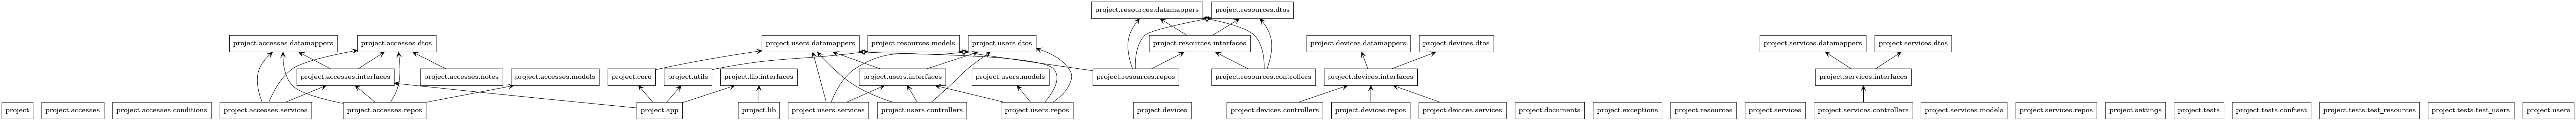 project.resources.datamappers
project.resources.dtos
project.accesses.datamappers
project.accesses.dtos
project.users.datamappers
project.resources.models
project.users.dtos
project.resources.interfaces
project.devices.datamappers
project.devices.dtos
project.services.datamappers
project.services.dtos
project.accesses.interfaces
project.accesses.notes
project.accesses.models
project.core
project.utils
project.lib.interfaces
project.users.interfaces
project.users.models
project.resources.repos
project.resources.controllers
project.devices.interfaces
project.services.interfaces
project
project.accesses
project.accesses.conditions
project.accesses.services
project.accesses.repos
project.app
project.lib
project.users.services
project.users.controllers
project.users.repos
project.devices
project.devices.controllers
project.devices.repos
project.devices.services
project.documents
project.exceptions
project.resources
project.services
project.services.controllers
project.services.models
project.services.repos
project.settings
project.tests
project.tests.conftest
project.tests.test_resources
project.tests.test_users
project.users